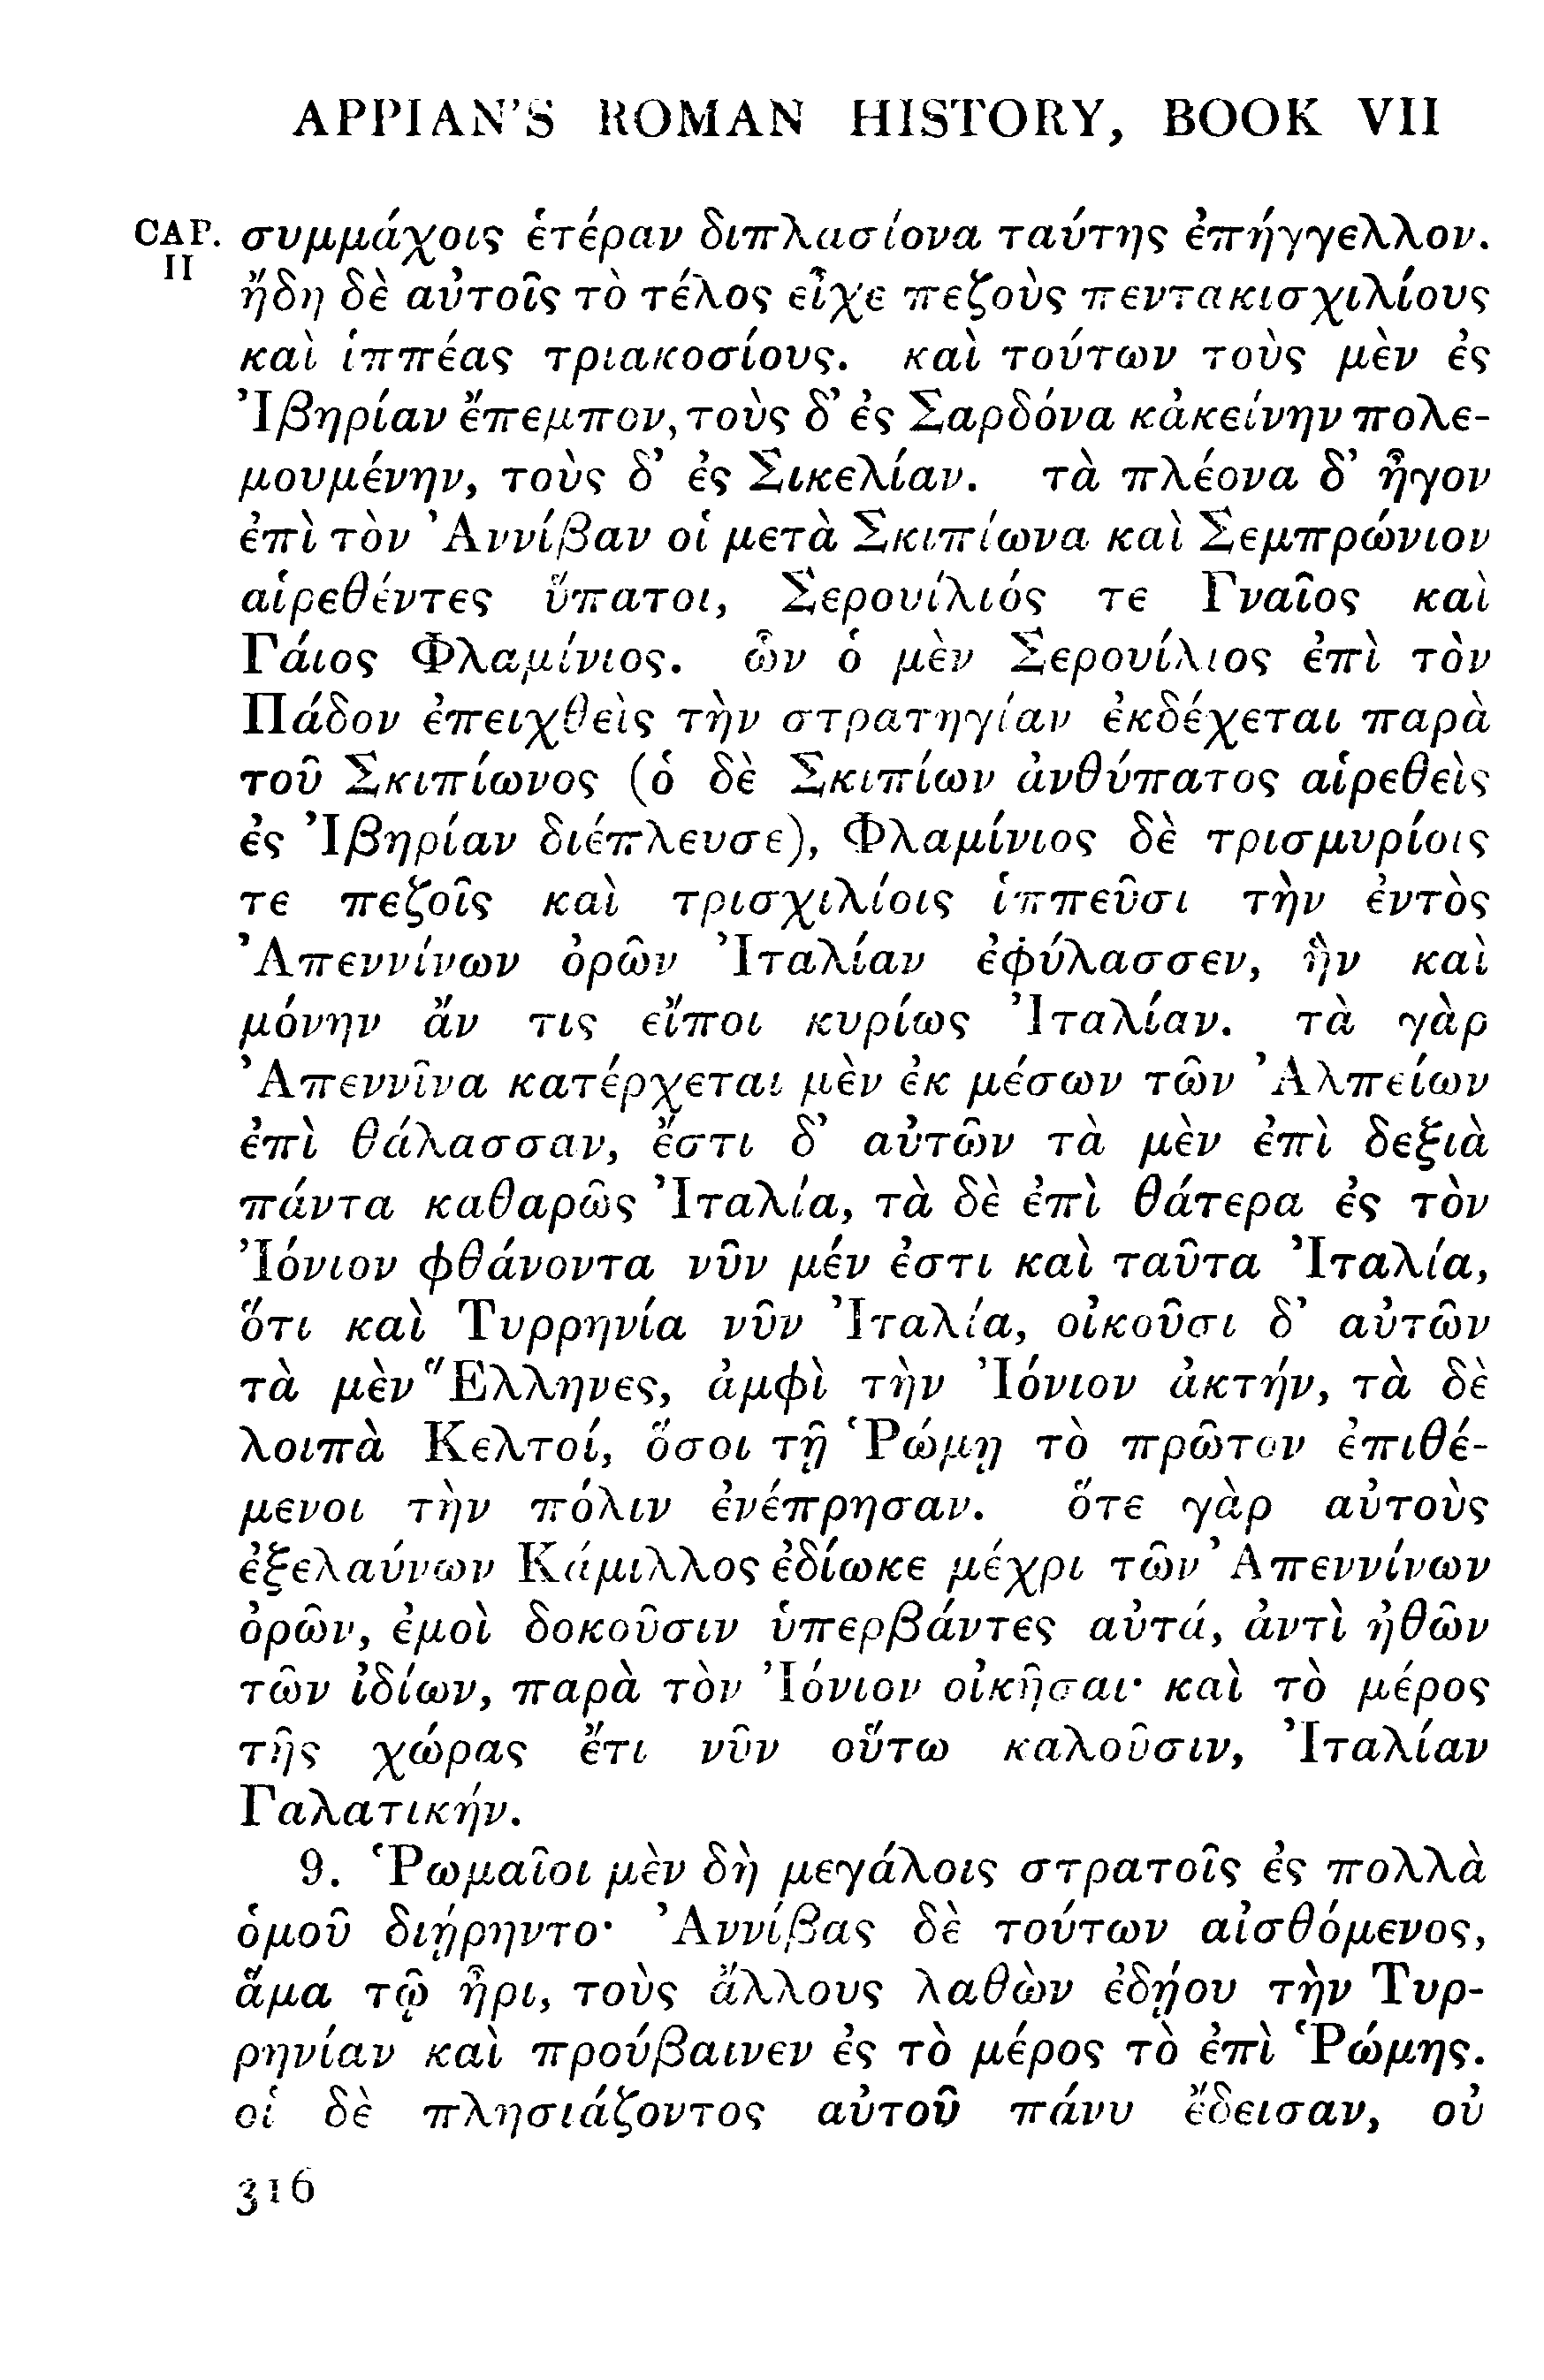 APPIAN'S ROMAN HISTORY, BOOK VII
CAP. συμμάχοις ἑτέραν διπλασίονα ταύτης ἐπήγγελλον.
II ἤδη δὲ αὐτοῖς τὸ τέλος εἶχε πεζοὺς πεντακισχιλίους
καὶ ἱππέας τριακοσίους. καὶ τούτων τοὺς μὲν ἐς
Ἰβηρίαν ἔπεμπον, τοὺς δ' ἐς Σαρδόνα κἀκείνην πολε-
μουμένην, τοὺς δ' ἐς Σικελίαν. τὰ πλέονα δ' ἦγον
ἐπὶ τὸν Ἀννίβαν οἱ μετὰ Σκιπίωνα καὶ Σεμπρώνιον
αἱρεθέντες ὕπατοι, Σερουίλιός τε Γναῖος καὶ
Γάιος Φλαμίνιος. ὧν ὁ μὲν Σερουίλιος ἐπὶ τὸν
Πάδον ἐπειχθεὶς τὴν στρατηγίαν ἐκδέχεται παρὰ
τοῦ Σκιπίωνος (ὁ δὲ Σκιπίων ἀνθύπατος αἱρεθεὶς
ἐς Ἰβηρίαν διέπλευσε), Φλαμίνιος δὲ τρισμυρίοις
τε πεζοῖς καὶ τρισχιλίοις ἱππεῦσι τὴν ἐντὸς
Ἀπεννίνων ὀρῶν Ἰταλίαν ἐφύλασσεν, ἣν καὶ
μόνην ἄν τις εἴποι κυρίως Ἰταλίαν. τὰ γὰρ
Ἀπεννῖνα κατέρχεται μὲν ἐκ μέσων τῶν Ἀλπείων
ἐπὶ θάλασσαν, ἔστι δ' αὐτῶν τὰ μὲν ἐπὶ δεξιὰ
πάντα καθαρῶς Ἰταλία, τὰ δὲ ἐπὶ θάτερα ἐς τὸν
Ἰόνιον φθάνοντα νῦν μέν ἐστι καὶ ταῦτα Ἰταλία,
ὅτι καὶ Τυρρηνία νῦν Ἰταλία, οἰκοῦσι δ' αὐτῶν
τὰ μὲν Ἕλληνες, ἀμφὶ τὴν Ἰόνιον ἀκτήν, τὰ δὲ
λοιπὰ Κελτοί, ὅσοι τῇ Ῥώμῃ τὸ πρῶτον ἐπιθέ-
μενοι τὴν πόλιν ἐνέπρησαν. ὅτε γὰρ αὐτοὺς
ἐξελαύνων Κάμιλλος ἐδίωκε μέχρι τῶν Ἀπεννίνων
ὀρῶν, ἐμοὶ δοκοῦσιν ὑπερβάντες αὐτά, ἀντὶ ἠθῶν
τῶν ἰδίων, παρὰ τὸν Ἰόνιον οἰκῆσαι· καὶ τὸ μέρος
τῆς χώρας ἔτι νῦν οὕτω καλοῦσιν, Ἰταλίαν
Γαλατικήν.
9. Ῥωμαῖοι μὲν δὴ μεγάλοις στρατοῖς ἐς πολλὰ
ὁμοῦ διῄρηντο· Ἀννίβας δὲ τούτων αἰσθόμενος,
ἅμα τῷ ἦρι, τοὺς ἄλλους λαθὼν ἐδῄου τὴν Τυρ-
ρηνίαν καὶ προύβαινεν ἐς τὸ μέρος τὸ ἐπὶ Ῥώμης.
οἱ δὲ πλησιάζοντος αὐτοῦ πάνυ ἔδεισαν, οὐ
316